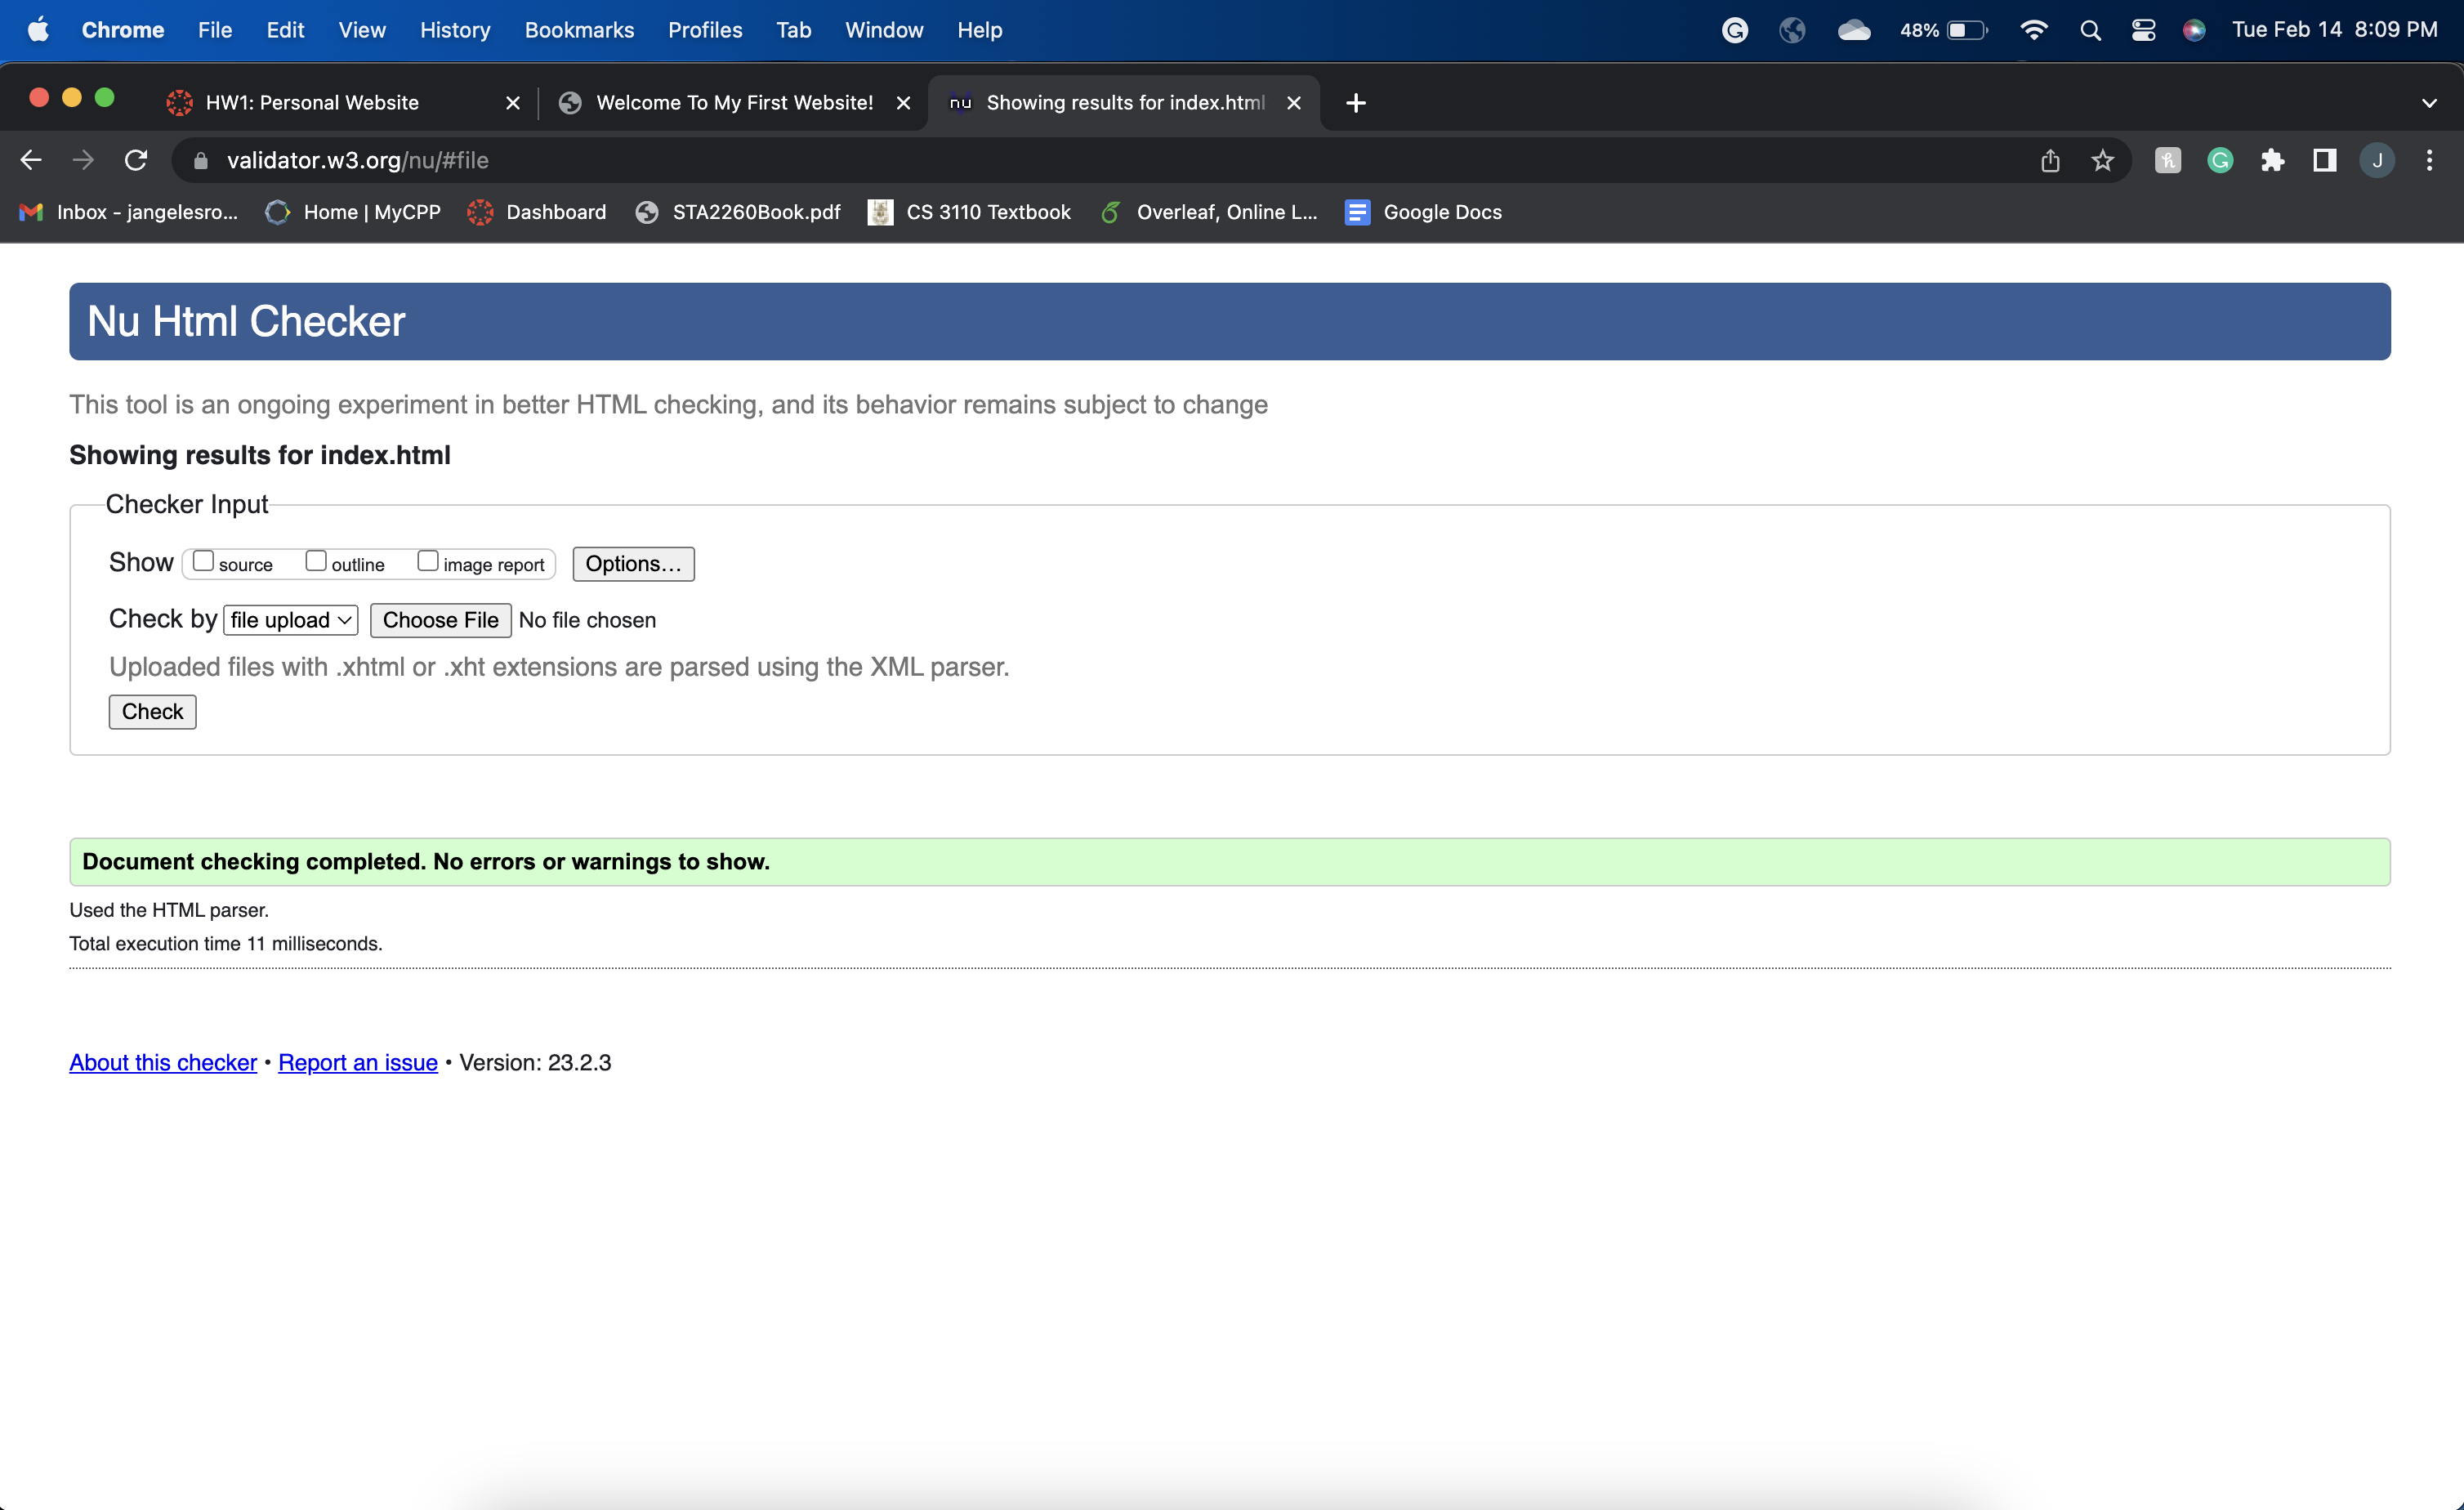 Chrome File Edit View History Bookmarks Profiles Tab Window Help 48% Tue Feb 14 8:09 PM
HW1: Personal Website Welcome To My First Website! nu Showing results for index.html
validator.w3.org/nu/#file J
Inbox - jangelesro... Home | MyCPP Dashboard STA2260Book.pdf CS 3110 Textbook Overleaf, Online L... Google Docs
Nu Html Checker
This tool is an ongoing experiment in better HTML checking, and its behavior remains subject to change
Showing results for index.html
Checker Input
Show source outline image report Options...
Check by file upload Choose File No file chosen
Uploaded files with .xhtml or .xht extensions are parsed using the XML parser.
Check
Document checking completed. No errors or warnings to show.
Used the HTML parser.
Total execution time 11 milliseconds.
About this checker • Report an issue • Version: 23.2.3